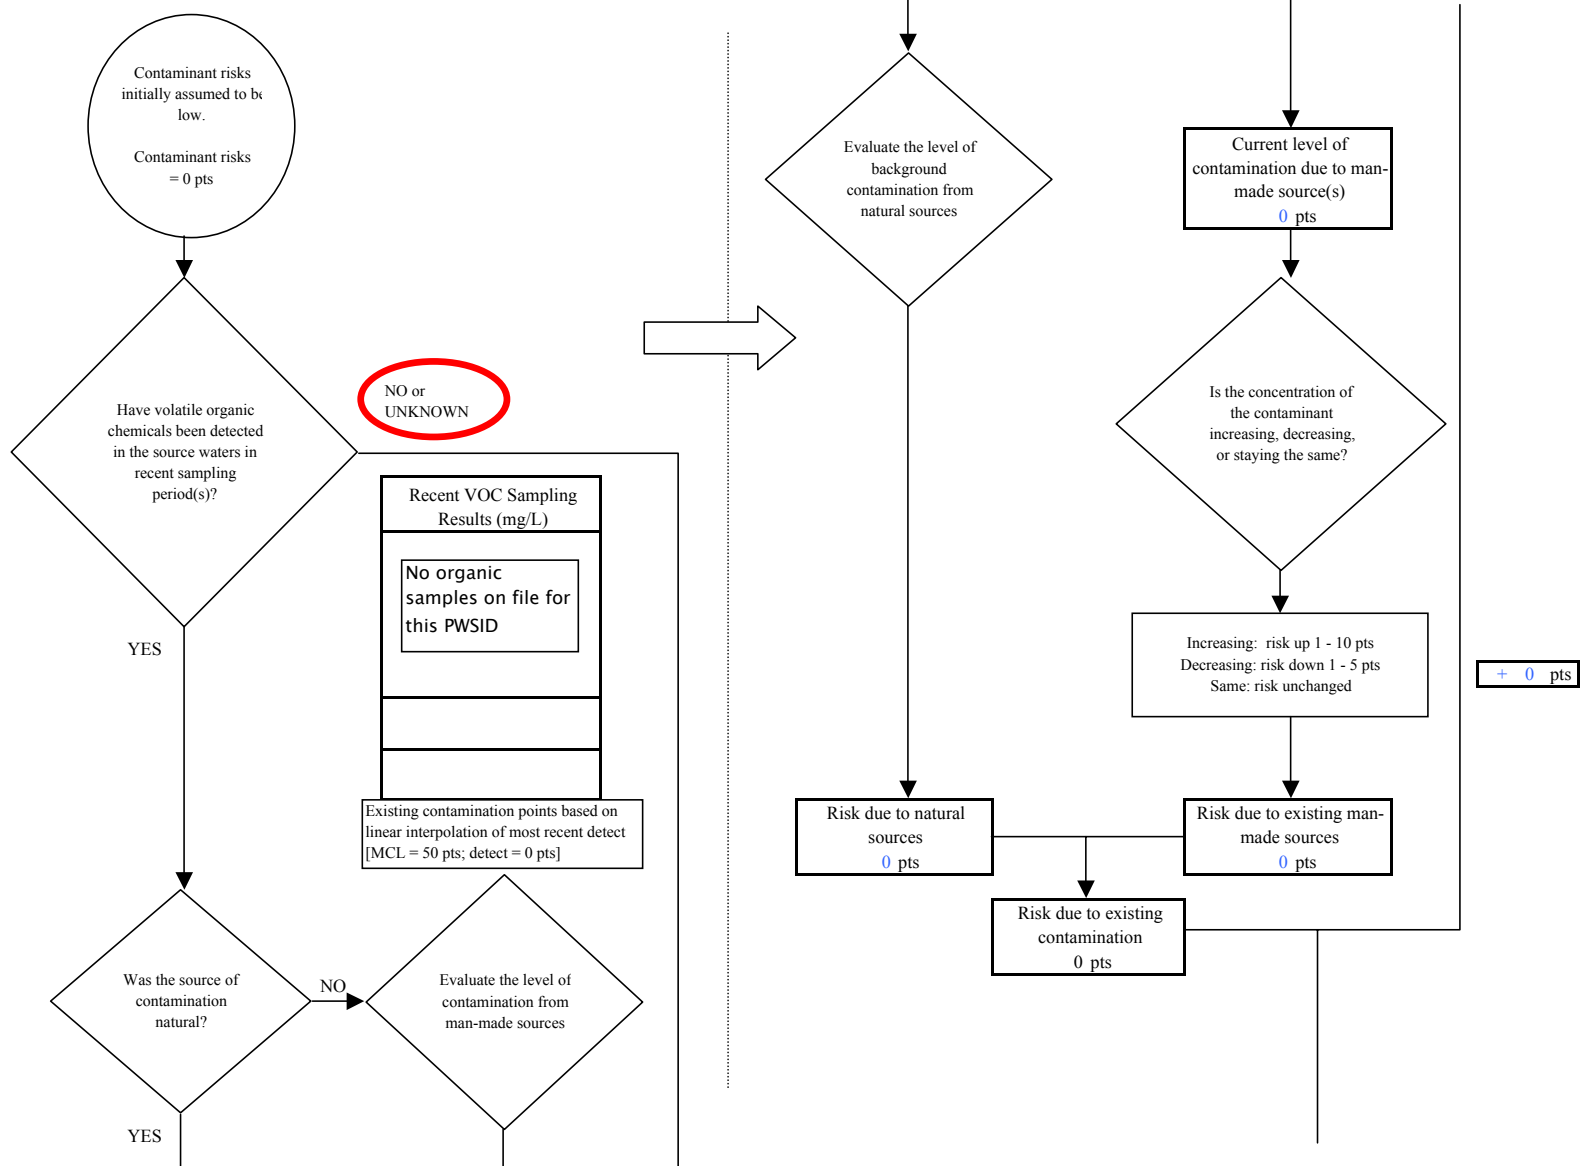 Contaminant risks
initially assumed to be
low.
Contaminant risks
= 0 pts
Have volatile organic
chemicals been detected
in the source waters in
recent sampling
period(s)?
NO or
UNKNOWN
YES
Recent VOC Sampling
Results (mg/L)
No organic
samples on file for
this PWSID
Existing contamination points based on
linear interpolation of most recent detect
[MCL = 50 pts; detect = 0 pts]
Was the source of
contamination
natural?
NO
YES
Evaluate the level of
contamination from
man-made sources
Evaluate the level of
background
contamination from
natural sources
Current level of
contamination due to man-
made source(s)
0 pts
Is the concentration of
the contaminant
increasing, decreasing,
or staying the same?
Increasing: risk up 1 - 10 pts
Decreasing: risk down 1 - 5 pts
Same: risk unchanged
+ 0 pts
Risk due to natural
sources
0 pts
Risk due to existing man-
made sources
0 pts
Risk due to existing
contamination
0 pts